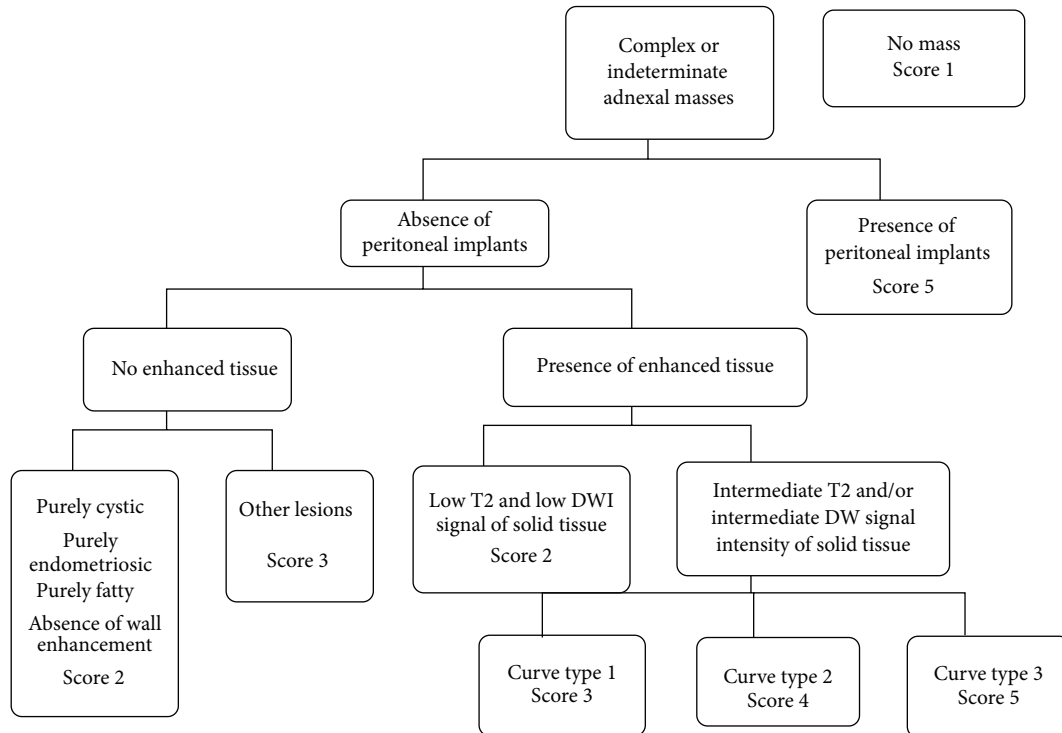 Complex or
indeterminate
adnexal masses
No mass
Score 1
Absence of
peritoneal implants
Presence of
peritoneal implants
Score 5
No enhanced tissue
Presence of enhanced tissue
Purely cystic
Purely
endometriosic
Purely fatty
Absence of wall
enhancement
Score 2
Other lesions
Score 3
Low T2 and low DWI
signal of solid tissue
Score 2
Intermediate T2 and/or
intermediate DW signal
intensity of solid tissue
Curve type 1
Score 3
Curve type 2
Score 4
Curve type 3
Score 5